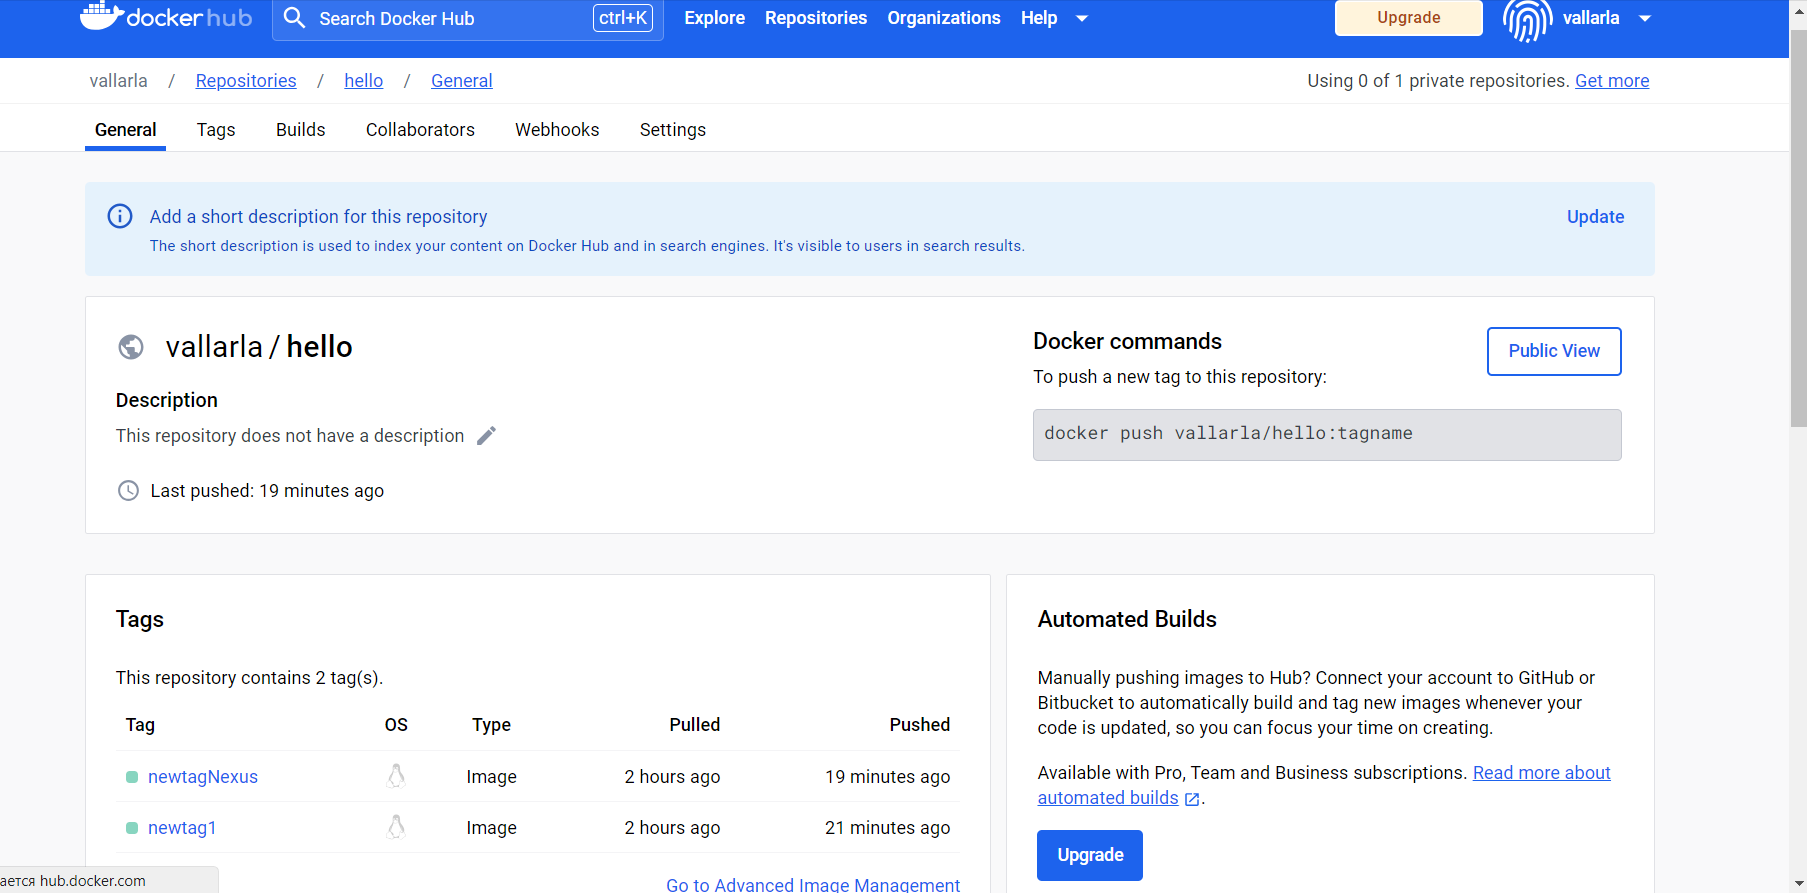 dockerhub Search Docker Hub ctrl+K Explore Repositories Organizations Help Upgrade vallarla
vallarla / Repositories / hello / General Using 0 of 1 private repositories. Get more
General Tags Builds Collaborators Webhooks Settings
Add a short description for this repository Update
The short description is used to index your content on Docker Hub and in search engines. It's visible to users in search results.
vallarla / hello
Description
This repository does not have a description
Last pushed: 19 minutes ago
Docker commands
Public View
To push a new tag to this repository:
docker push vallarla/hello:tagname
Tags
This repository contains 2 tag(s).
Tag OS Type Pulled Pushed
newtagNexus Image 2 hours ago 19 minutes ago
newtag1 Image 2 hours ago 21 minutes ago
Go to Advanced Image Management
Automated Builds
Manually pushing images to Hub? Connect your account to GitHub or
Bitbucket to automatically build and tag new images whenever your
code is updated, so you can focus your time on creating.
Available with Pro, Team and Business subscriptions. Read more about
automated builds .
Upgrade
ается hub.docker.com